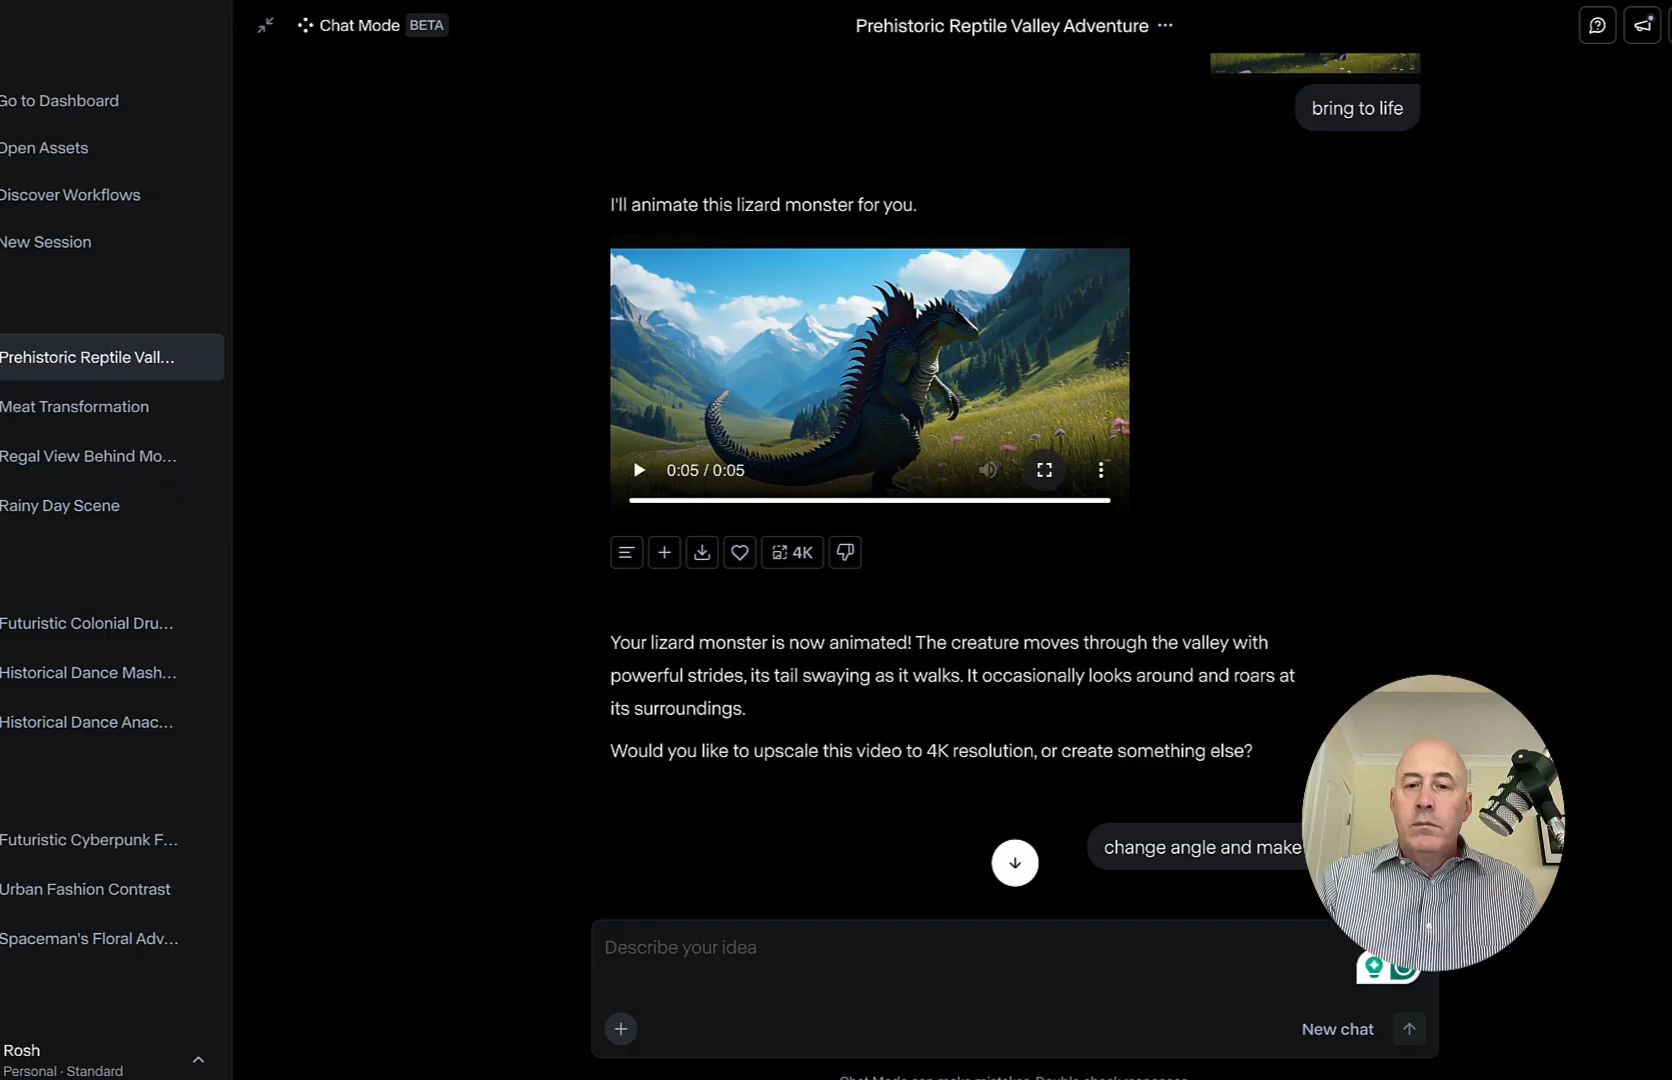 Chat Mode BETA
Prehistoric Reptile Valley Adventure ...
Go to Dashboard
Open Assets
Discover Workflows
New Session
Prehistoric Reptile Vall...
Meat Transformation
Regal View Behind Mo...
Rainy Day Scene
Futuristic Colonial Dru...
Historical Dance Mash...
Historical Dance Anac...
Futuristic Cyberpunk F...
Urban Fashion Contrast
Spaceman's Floral Adv...
Rosh
Personal · Standard
bring to life
I'll animate this lizard monster for you.
0:05 / 0:05
4K
Your lizard monster is now animated! The creature moves through the valley with
powerful strides, its tail swaying as it walks. It occasionally looks around and roars at
its surroundings.
Would you like to upscale this video to 4K resolution, or create something else?
change angle and make
Describe your idea
New chat